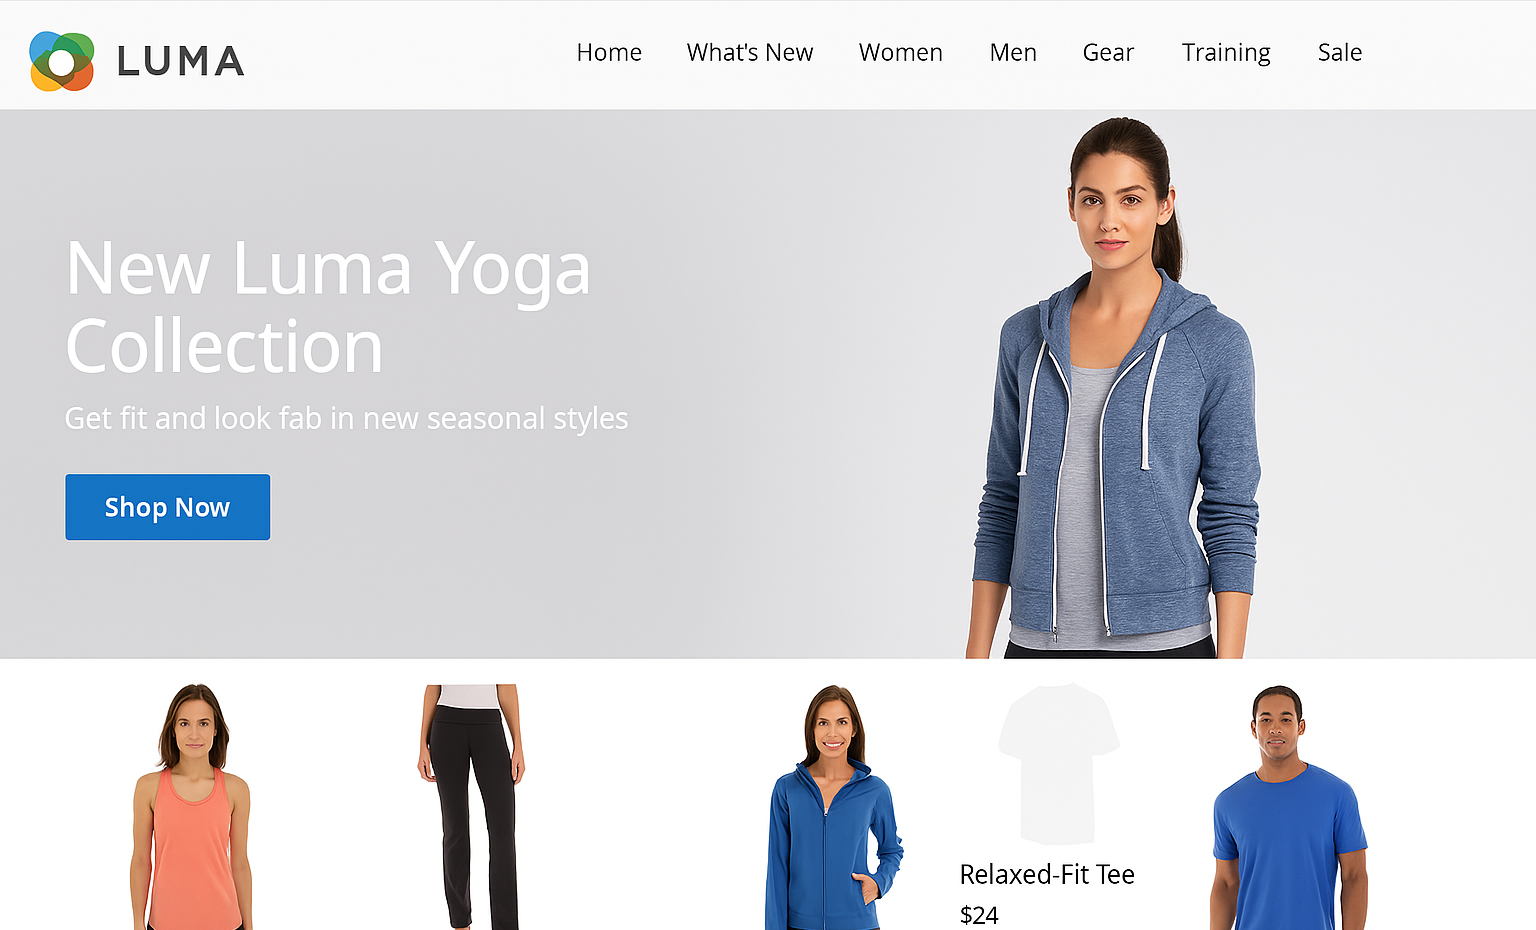 LUMA
Home What's New Women Men Gear Training Sale
New Luma Yoga
Collection
Get fit and look fab in new seasonal styles
Shop Now
Relaxed-Fit Tee
$24